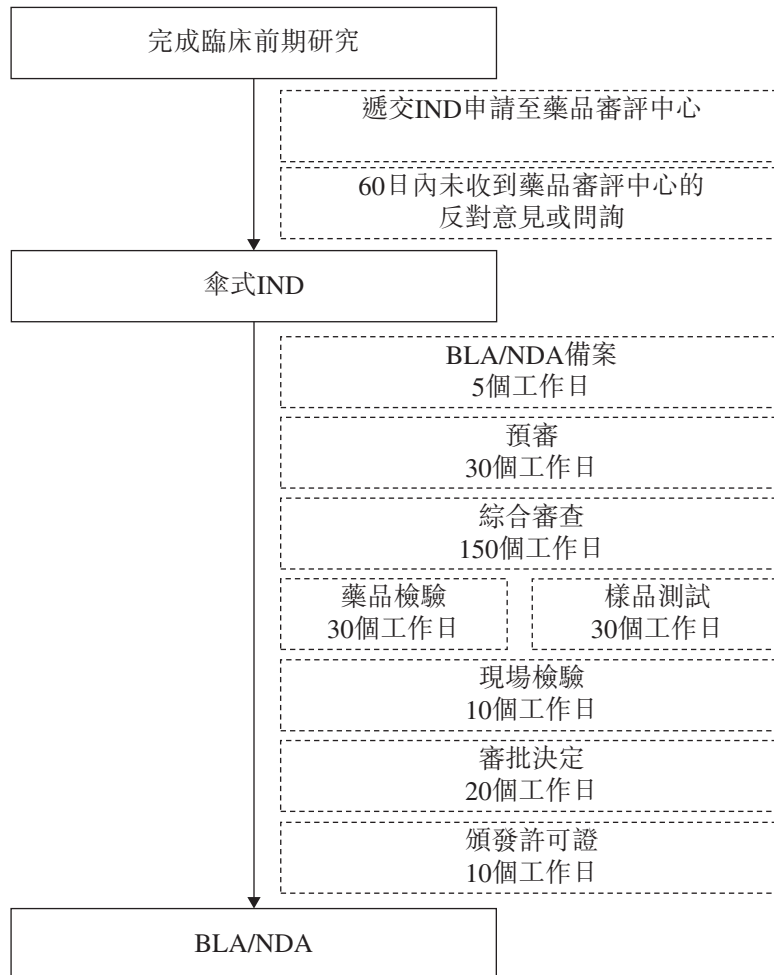 完成臨床前期研究
遞交IND申請至藥品審評中心
60日內未收到藥品審評中心的
反對意見或問詢
傘式IND
BLA/NDA備案
5個工作日
預審
30個工作日
綜合審查
150個工作日
藥品檢驗
30個工作日
樣品測試
30個工作日
現場檢驗
10個工作日
審批決定
20個工作日
頒發許可證
10個工作日
BLA/NDA